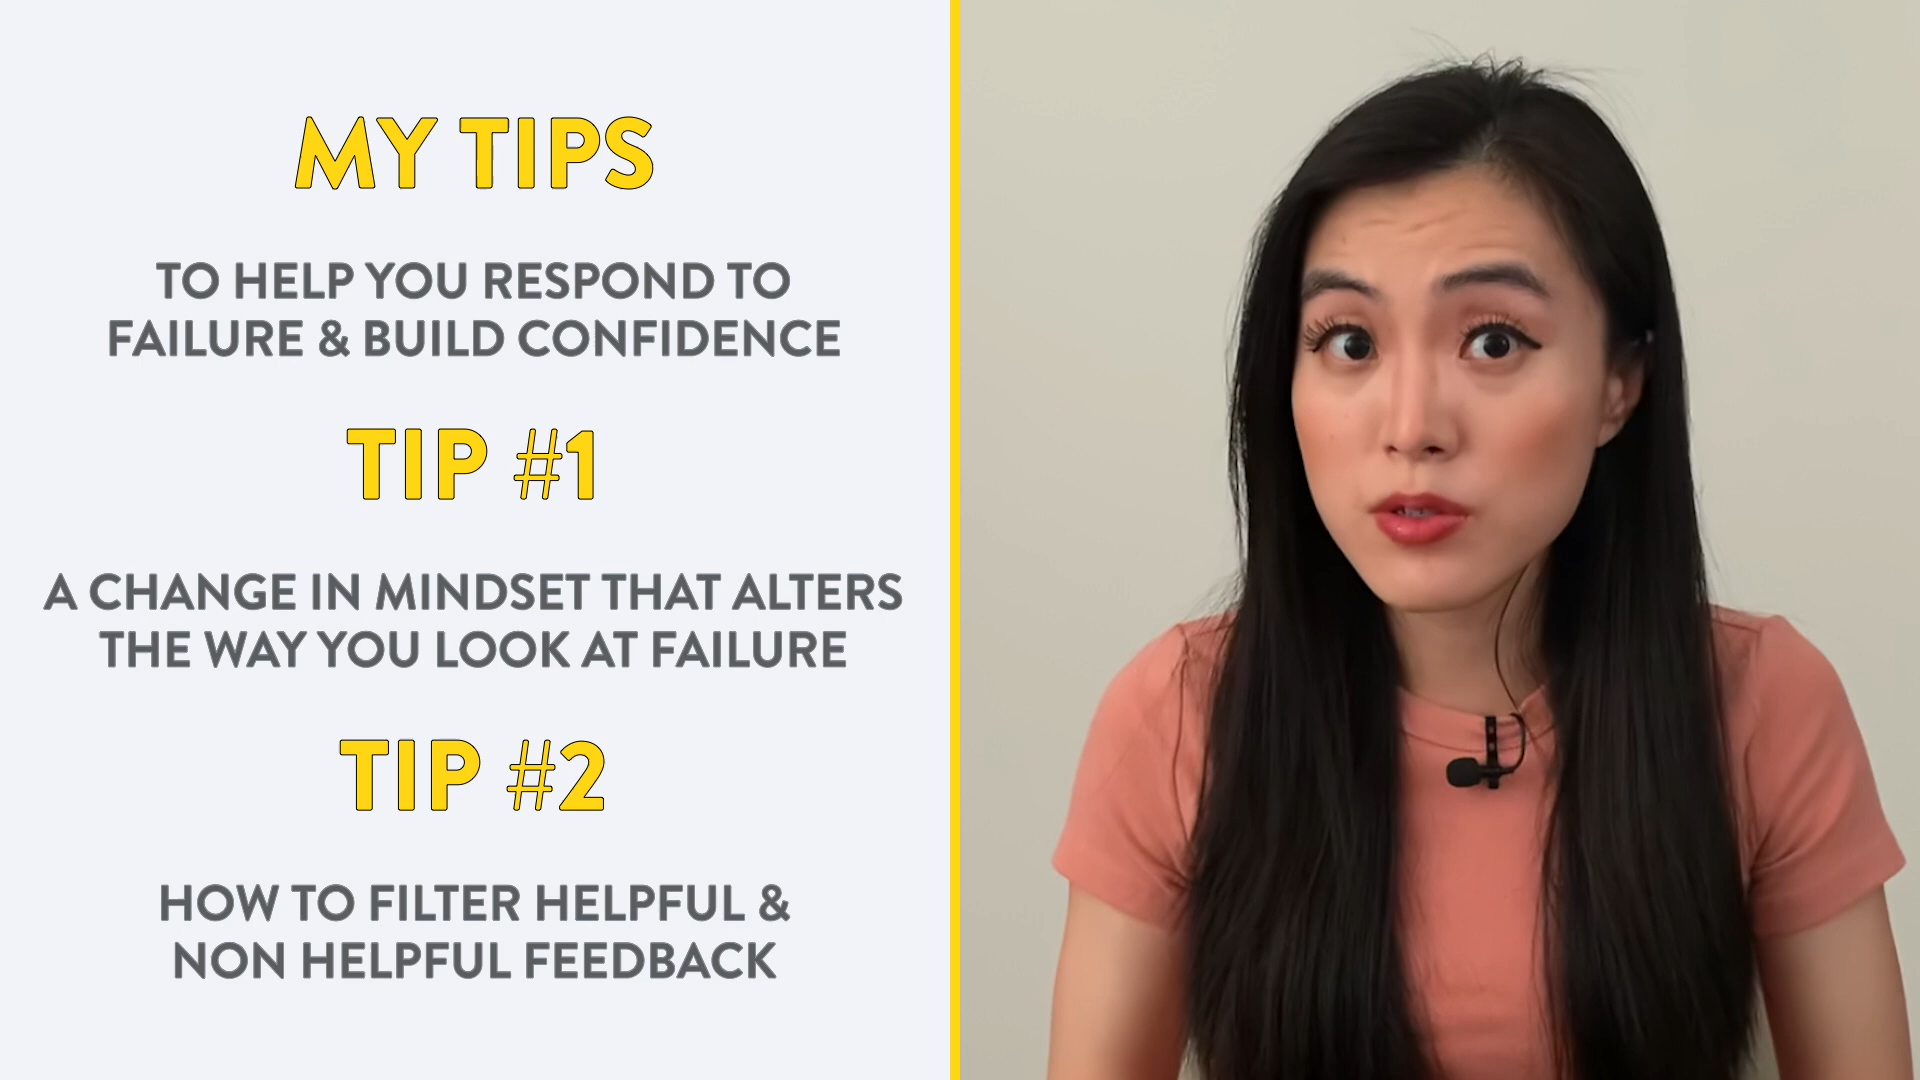 MY TIPS
TO HELP YOU RESPOND TO
FAILURE & BUILD CONFIDENCE
TIP #1
A CHANGE IN MINDSET THAT ALTERS
THE WAY YOU LOOK AT FAILURE
TIP #2
HOW TO FILTER HELPFUL &
NON HELPFUL FEEDBACK